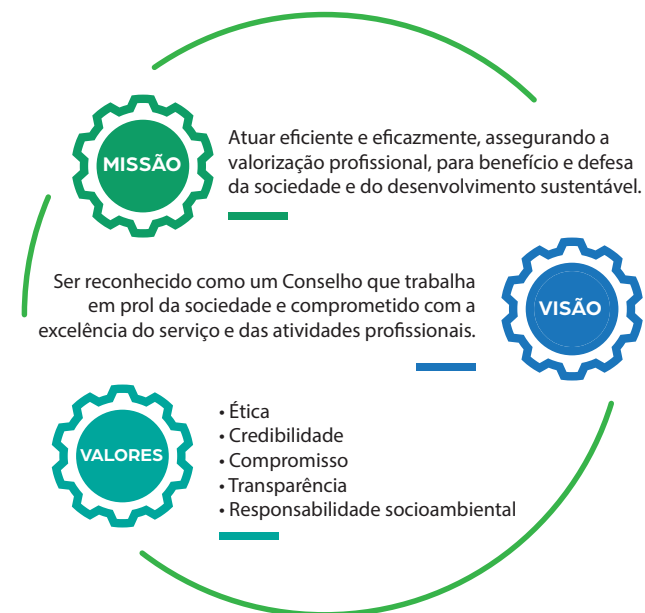 MISSÃO
Atuar eficiente e eficazmente, assegurando a
valorização profissional, para benefício e defesa
da sociedade e do desenvolvimento sustentável.
Ser reconhecido como um Conselho que trabalha
em prol da sociedade e comprometido com a
excelência do serviço e das atividades profissionais.
VISÃO
VALORES
• Ética
• Credibilidade
• Compromisso
• Transparência
• Responsabilidade socioambiental